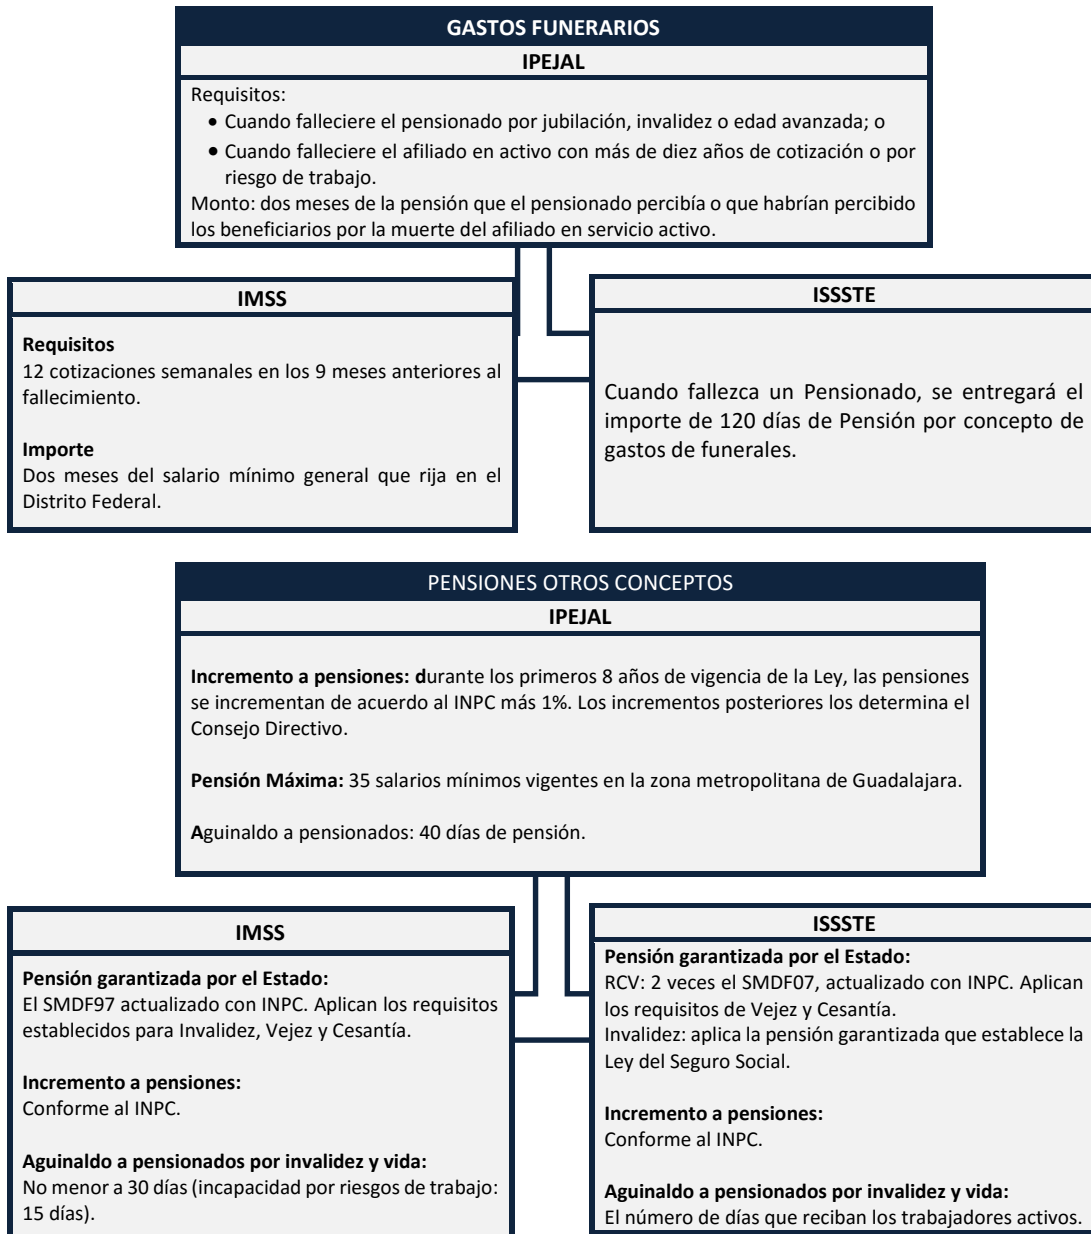 GASTOS FUNERARIOS
IPEJAL
Requisitos:
• Cuando falleciere el pensionado por jubilación, invalidez o edad avanzada; o
• Cuando falleciere el afiliado en activo con más de diez años de cotización o por
riesgo de trabajo.
Monto: dos meses de la pensión que el pensionado percibía o que habrían percibido
los beneficiarios por la muerte del afiliado en servicio activo.
IMSS
Requisitos
12 cotizaciones semanales en los 9 meses anteriores al
fallecimiento.
Importe
Dos meses del salario mínimo general que rija en el
Distrito Federal.
ISSSTE
Cuando fallezca un Pensionado, se entregará el
importe de 120 días de Pensión por concepto de
gastos de funerales.
PENSIONES OTROS CONCEPTOS
IPEJAL
Incremento a pensiones: durante los primeros 8 años de vigencia de la Ley, las pensiones
se incrementan de acuerdo al INPC más 1%. Los incrementos posteriores los determina el
Consejo Directivo.
Pensión Máxima: 35 salarios mínimos vigentes en la zona metropolitana de Guadalajara.
Aguinaldo a pensionados: 40 días de pensión.
IMSS
Pensión garantizada por el Estado:
El SMDF97 actualizado con INPC. Aplican los requisitos
establecidos para Invalidez, Vejez y Cesantía.
Incremento a pensiones:
Conforme al INPC.
Aguinaldo a pensionados por invalidez y vida:
No menor a 30 días (incapacidad por riesgos de trabajo:
15 días).
ISSSTE
Pensión garantizada por el Estado:
RCV: 2 veces el SMDF07, actualizado con INPC. Aplican
los requisitos de Vejez y Cesantía.
Invalidez: aplica la pensión garantizada que establece la
Ley del Seguro Social.
Incremento a pensiones:
Conforme al INPC.
Aguinaldo a pensionados por invalidez y vida:
El número de días que reciban los trabajadores activos.